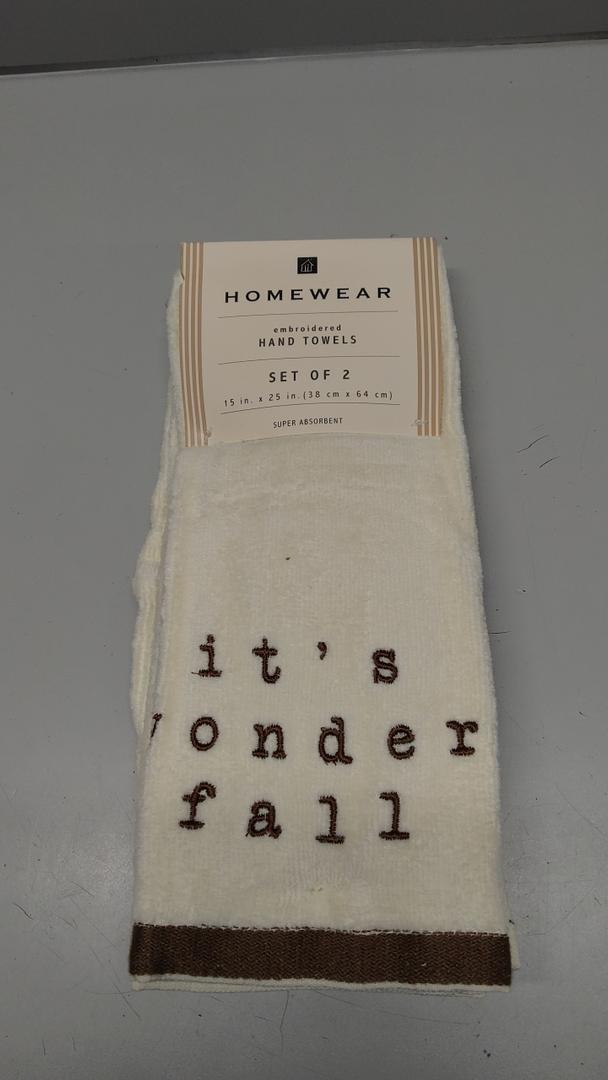 HOMEWEAR
embroidered
HAND TOWELS
SET OF 2
15 in. x 25 in. (38 cm x 64 cm)
SUPER ABSORBENT
it's
onder
fall